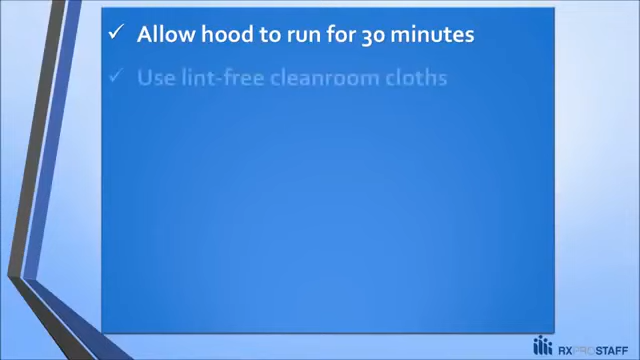 Allow hood to run for 30 minutes
Use lint-free cleanroom cloths
RXPROSTAFF